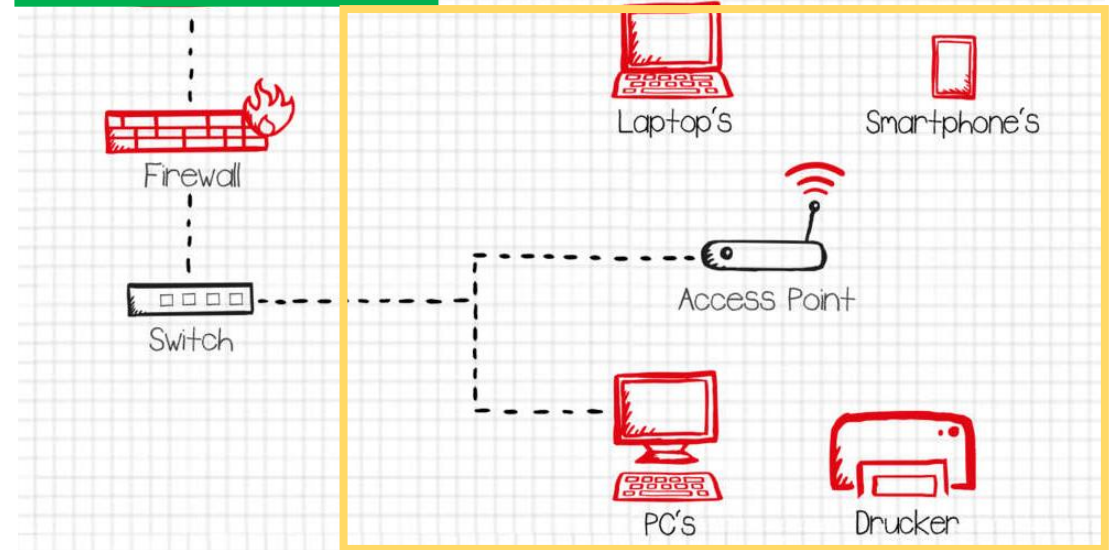 Laptop's
Smartphone's
Firewall
Access Point
Switch
PC's
Drucker